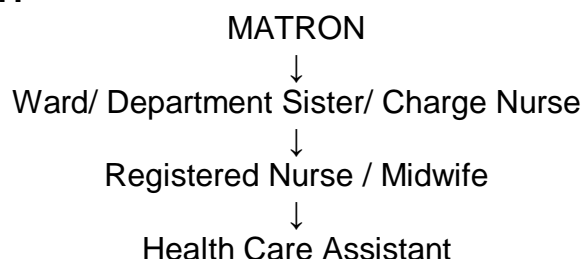 MATRON
↓
Ward/ Department Sister/ Charge Nurse
↓
Registered Nurse / Midwife
↓
Health Care Assistant